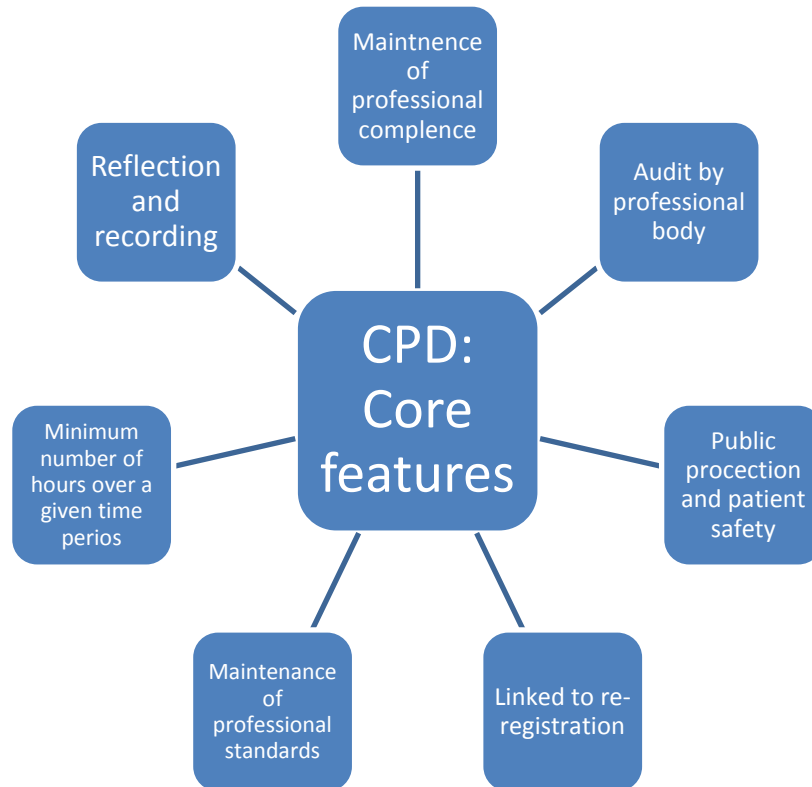 Maintnence
of
professional
complence
Reflection
and
recording
Audit by
professional
body
CPD:
Core
features
Minimum
number of
hours over a
given time
perios
Public
procection
and patient
safety
Maintenance
of
professional
standards
Linked to re-
registration